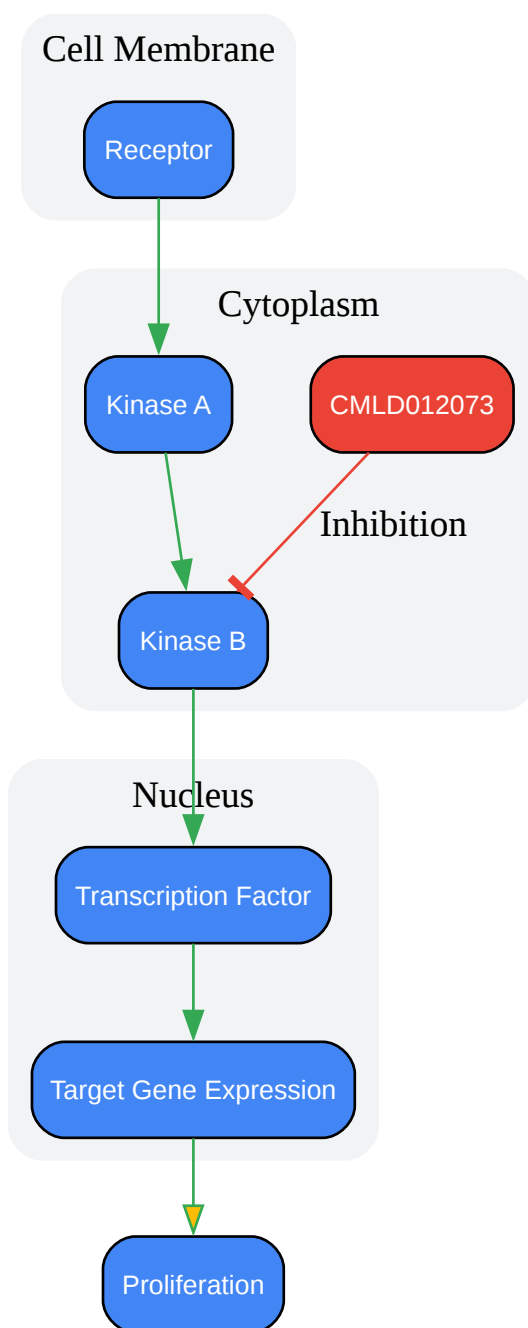 Cell Membrane
Receptor
Cytoplasm
Kinase A
CMLD012073
Inhibition
Kinase B
Nucleus
Transcription Factor
Target Gene Expression
Proliferation